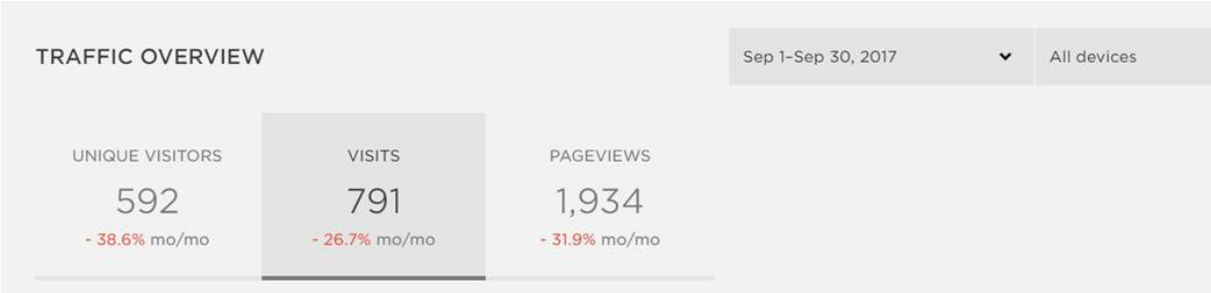 TRAFFIC OVERVIEW
Sep 1–Sep 30, 2017
All devices
UNIQUE VISITORS
VISITS
PAGEVIEWS
592
791
1,934
- 38.6% mo/mo
- 26.7% mo/mo
- 31.9% mo/mo